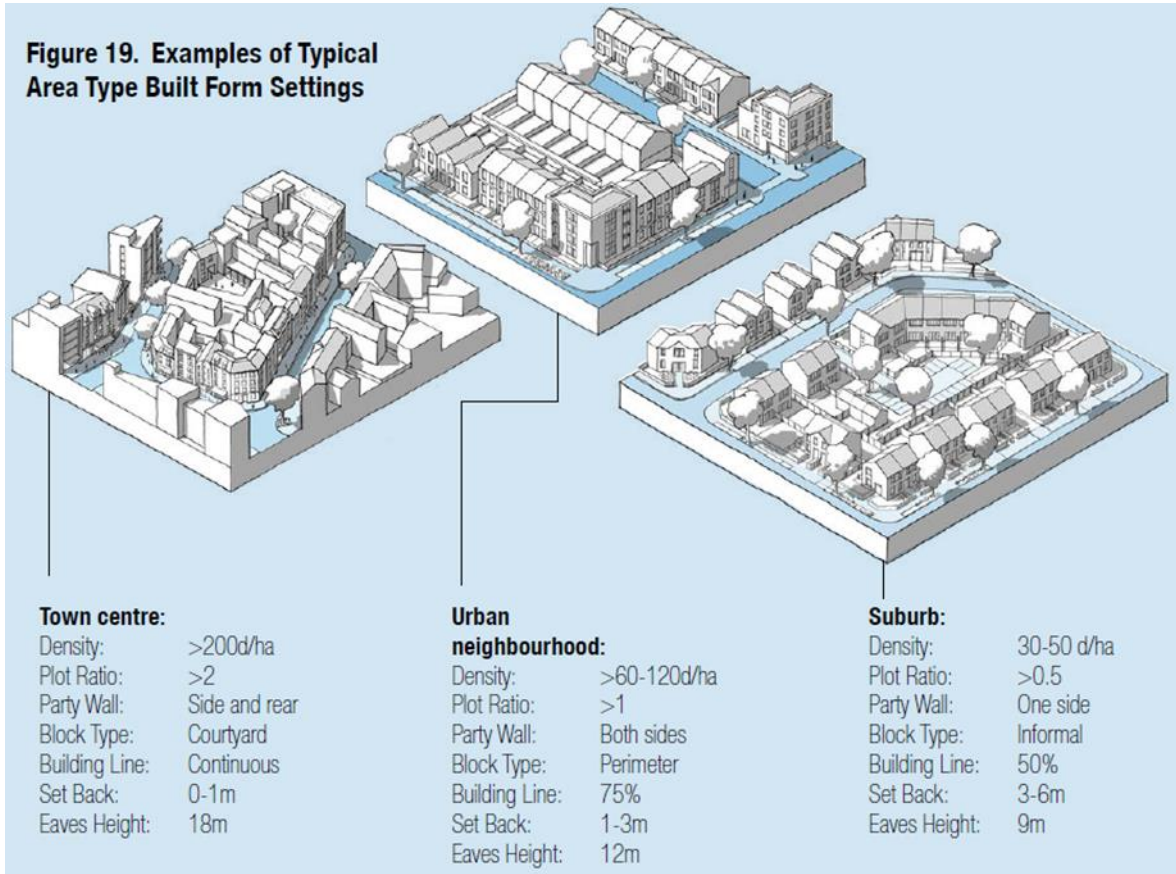 Figure 19. Examples of Typical
Area Type Built Form Settings
Town centre:
Density: >200d/ha
Plot Ratio: >2
Party Wall: Side and rear
Block Type: Courtyard
Building Line: Continuous
Set Back: 0-1m
Eaves Height: 18m
Urban
neighbourhood:
Density: >60-120d/ha
Plot Ratio: >1
Party Wall: Both sides
Block Type: Perimeter
Building Line: 75%
Set Back: 1-3m
Eaves Height: 12m
Suburb:
Density: 30-50 d/ha
Plot Ratio: >0.5
Party Wall: One side
Block Type: Informal
Building Line: 50%
Set Back: 3-6m
Eaves Height: 9m